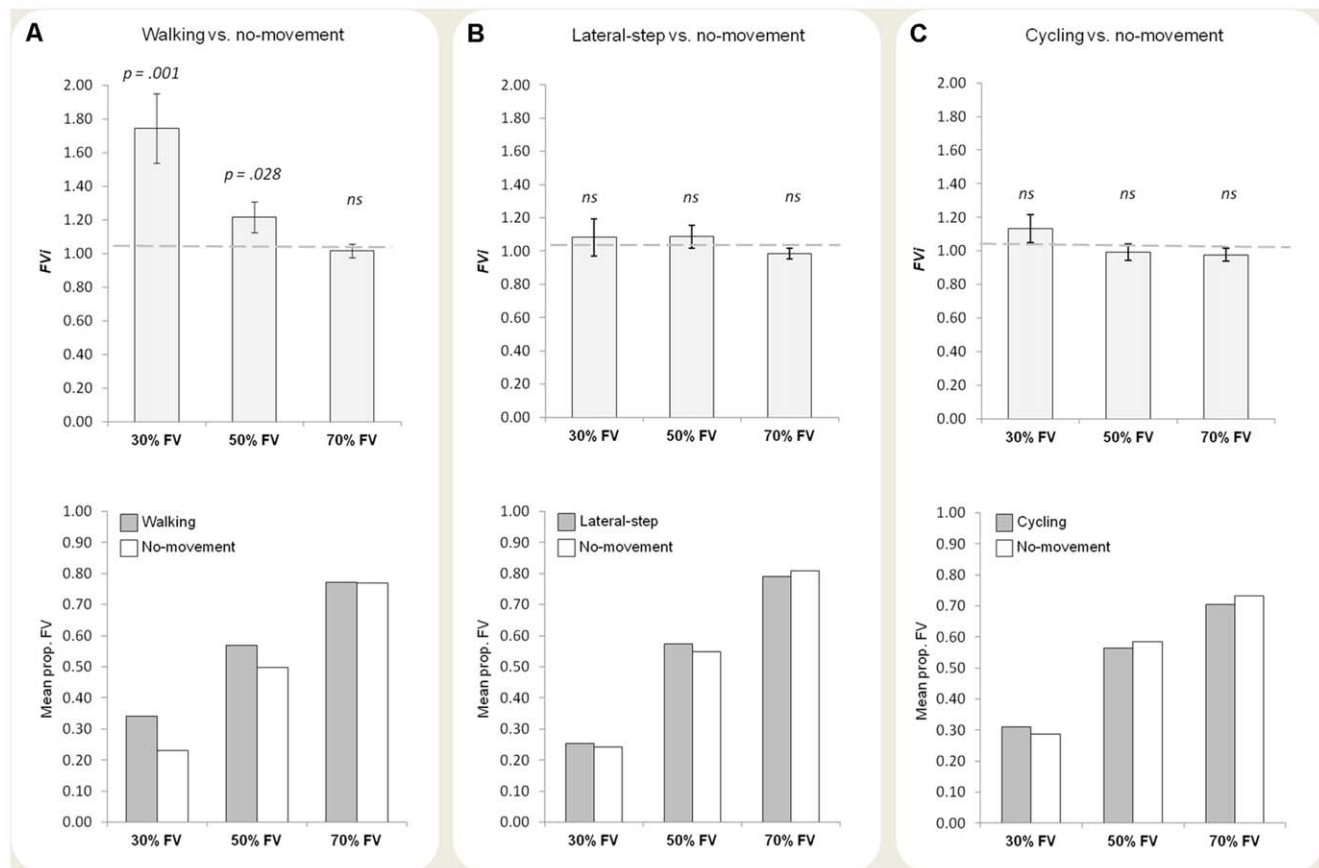 A
Walking vs. no-movement
p = .001
p = .028
ns
2.00
1.80
1.60
1.40
1.20
1.00
0.80
0.60
0.40
0.20
0.00
FVi
30% FV 50% FV 70% FV
Walking
No-movement
1.00
0.90
0.80
0.70
0.60
0.50
0.40
0.30
0.20
0.10
0.00
Mean prop. FV
30% FV 50% FV 70% FV
B
Lateral-step vs. no-movement
ns ns ns
2.00
1.80
1.60
1.40
1.20
1.00
0.80
0.60
0.40
0.20
0.00
FVi
30% FV 50% FV 70% FV
Lateral-step
No-movement
1.00
0.90
0.80
0.70
0.60
0.50
0.40
0.30
0.20
0.10
0.00
Mean prop. FV
30% FV 50% FV 70% FV
C
Cycling vs. no-movement
ns ns ns
2.00
1.80
1.60
1.40
1.20
1.00
0.80
0.60
0.40
0.20
0.00
FVi
30% FV 50% FV 70% FV
Cycling
No-movement
1.00
0.90
0.80
0.70
0.60
0.50
0.40
0.30
0.20
0.10
0.00
Mean prop. FV
30% FV 50% FV 70% FV